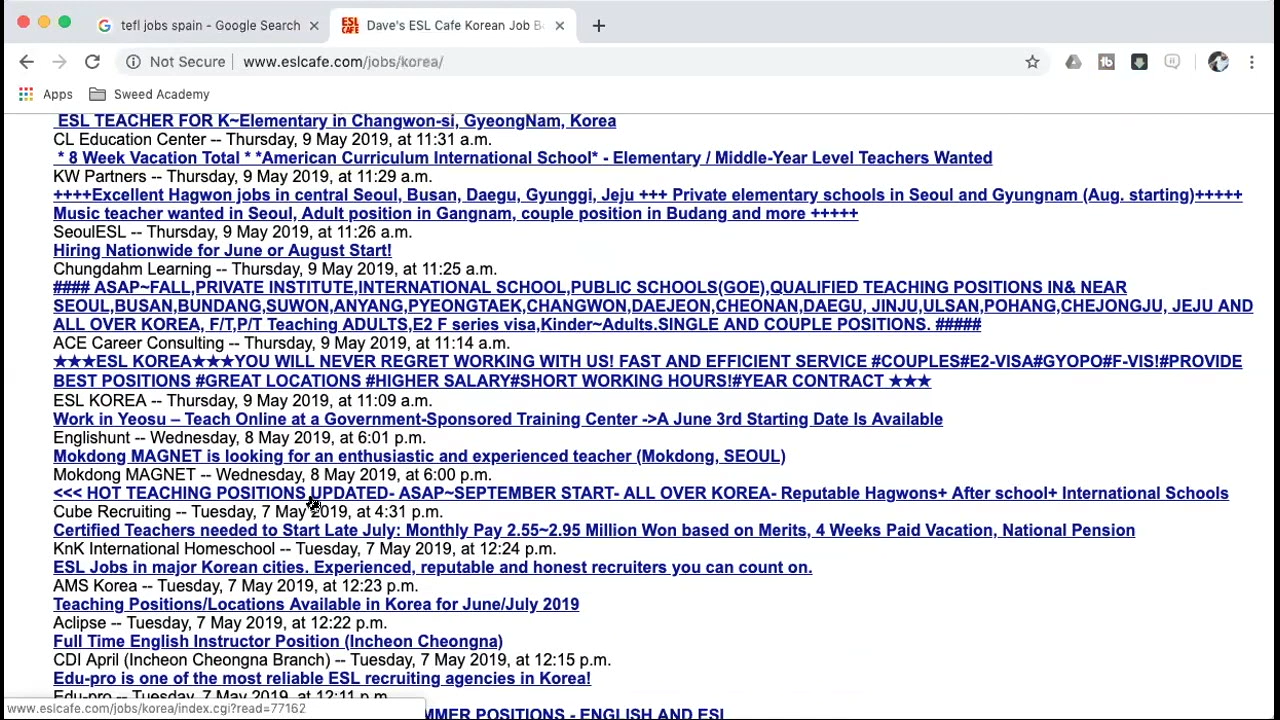 tefl jobs spain - Google Search
ESL CAFE Dave's ESL Cafe Korean Job B
Not Secure www.eslcafe.com/jobs/korea/
Apps Sweed Academy
ESL TEACHER FOR K~Elementary in Changwon-si, GyeongNam, Korea
CL Education Center -- Thursday, 9 May 2019, at 11:31 a.m.
* 8 Week Vacation Total * *American Curriculum International School* - Elementary / Middle-Year Level Teachers Wanted
KW Partners -- Thursday, 9 May 2019, at 11:29 a.m.
++++Excellent Hagwon jobs in central Seoul, Busan, Daegu, Gyunggi, Jeju +++ Private elementary schools in Seoul and Gyungnam (Aug. starting)+++++
Music teacher wanted in Seoul, Adult position in Gangnam, couple position in Budang and more +++++
SeoulESL -- Thursday, 9 May 2019, at 11:26 a.m.
Hiring Nationwide for June or August Start!
Chungdahm Learning -- Thursday, 9 May 2019, at 11:25 a.m.
#### ASAP~FALL,PRIVATE INSTITUTE,INTERNATIONAL SCHOOL,PUBLIC SCHOOLS(GOE),QUALIFIED TEACHING POSITIONS IN& NEAR
SEOUL,BUSAN,BUNDANG,SUWON,ANYANG,PYEONGTAEK,CHANGWON,DAEJEON,CHEONAN,DAEGU, JINJU,ULSAN,POHANG,CHEJONGJU, JEJU AND
ALL OVER KOREA, F/T,P/T Teaching ADULTS,E2 F series visa,Kinder~Adults.SINGLE AND COUPLE POSITIONS. #####
ACE Career Consulting -- Thursday, 9 May 2019, at 11:14 a.m.
★★★ESL KOREA★★★YOU WILL NEVER REGRET WORKING WITH US! FAST AND EFFICIENT SERVICE #COUPLES#E2-VISA#GYOPO#F-VIS!#PROVIDE
BEST POSITIONS #GREAT LOCATIONS #HIGHER SALARY#SHORT WORKING HOURS!#YEAR CONTRACT ★★★
ESL KOREA -- Thursday, 9 May 2019, at 11:09 a.m.
Work in Yeosu – Teach Online at a Government-Sponsored Training Center ->A June 3rd Starting Date Is Available
Englishunt -- Wednesday, 8 May 2019, at 6:01 p.m.
Mokdong MAGNET is looking for an enthusiastic and experienced teacher (Mokdong, SEOUL)
Mokdong MAGNET -- Wednesday, 8 May 2019, at 6:00 p.m.
<<< HOT TEACHING POSITIONS UPDATED- ASAP~SEPTEMBER START- ALL OVER KOREA- Reputable Hagwons+ After school+ International Schools
Cube Recruiting -- Tuesday, 7 May 2019, at 4:31 p.m.
Certified Teachers needed to Start Late July: Monthly Pay 2.55~2.95 Million Won based on Merits, 4 Weeks Paid Vacation, National Pension
KnK International Homeschool -- Tuesday, 7 May 2019, at 12:24 p.m.
ESL Jobs in major Korean cities. Experienced, reputable and honest recruiters you can count on.
AMS Korea -- Tuesday, 7 May 2019, at 12:23 p.m.
Teaching Positions/Locations Available in Korea for June/July 2019
Aclipse -- Tuesday, 7 May 2019, at 12:22 p.m.
Full Time English Instructor Position (Incheon Cheongna)
CDI April (Incheon Cheongna Branch) -- Tuesday, 7 May 2019, at 12:15 p.m.
Edu-pro is one of the most reliable ESL recruiting agencies in Korea!
Edu-pro -- Tuesday, 7 May 2019, at 12:11 p.m.
www.eslcafe.com/jobs/korea/index.cgi?read=77162
MMER POSITIONS - ENGLISH AND ESL